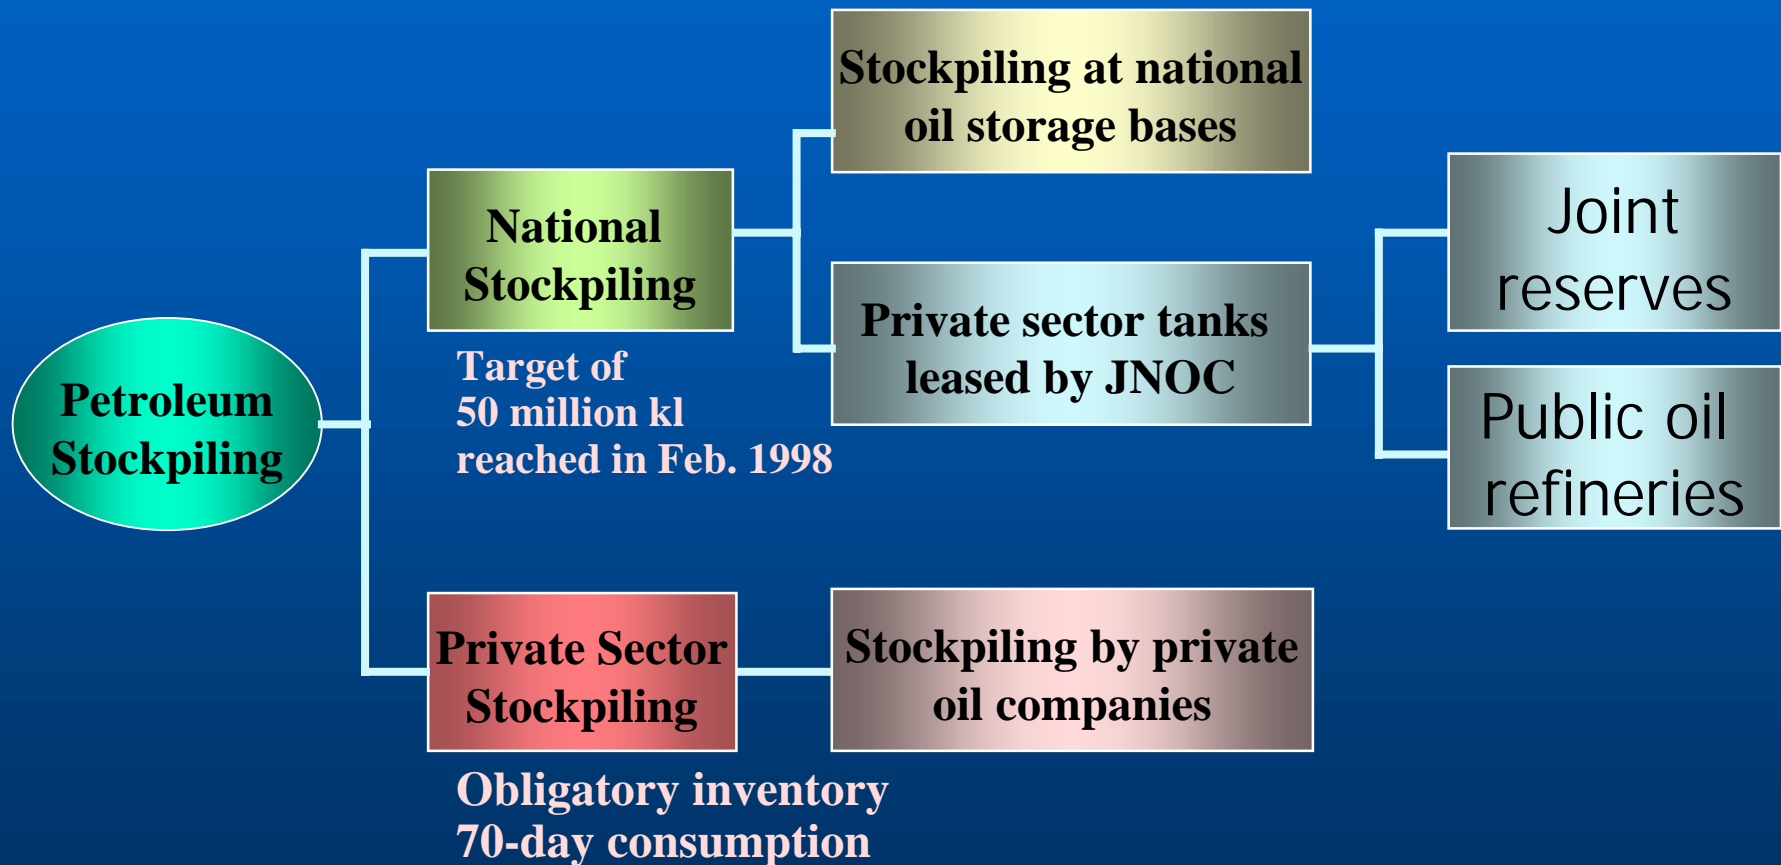 Petroleum
Stockpiling
National
Stockpiling
Target of
50 million kl
reached in Feb. 1998
Stockpiling at national
oil storage bases
Private sector tanks
leased by JNOC
Joint
reserves
Public oil
refineries
Private Sector
Stockpiling
Obligatory inventory
70-day consumption
Stockpiling by private
oil companies